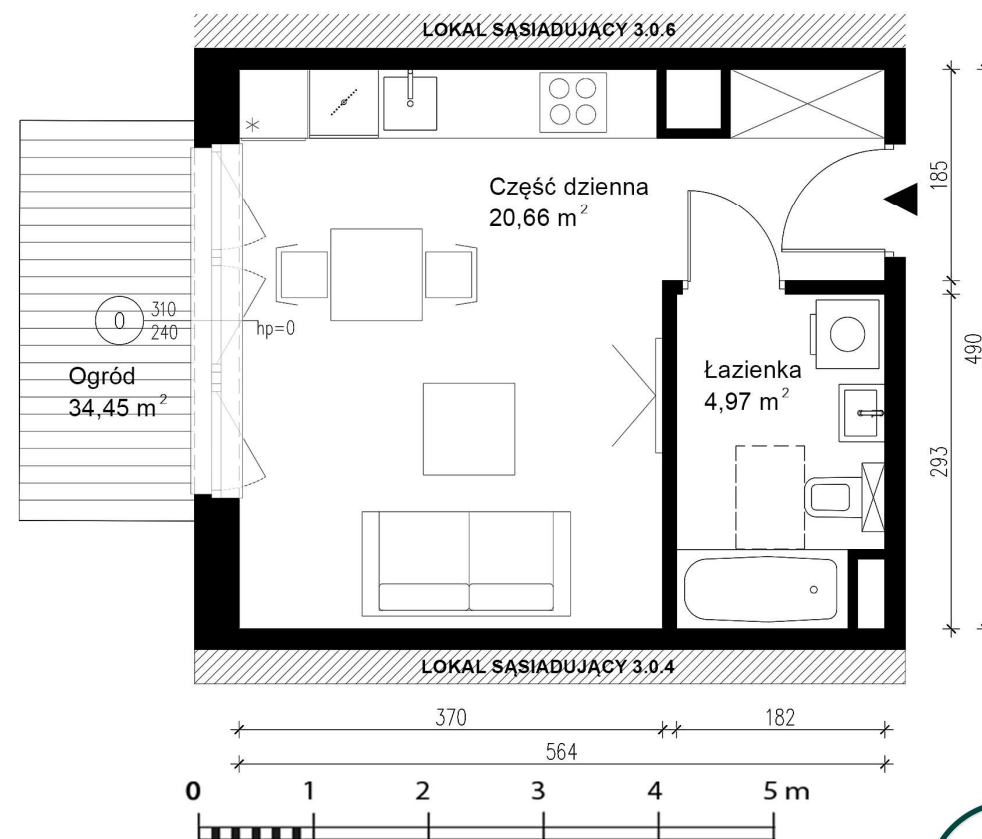 LOKAL SĄSIADUJĄCY 3.0.6
Część dzienna
20,66 m²
185
0
310
240
hp=0
490
Ogród
34,45 m²
Łazienka
4,97 m²
293
LOKAL SĄSIADUJĄCY 3.0.4
370
182
564
0 1 2 3 4 5 m